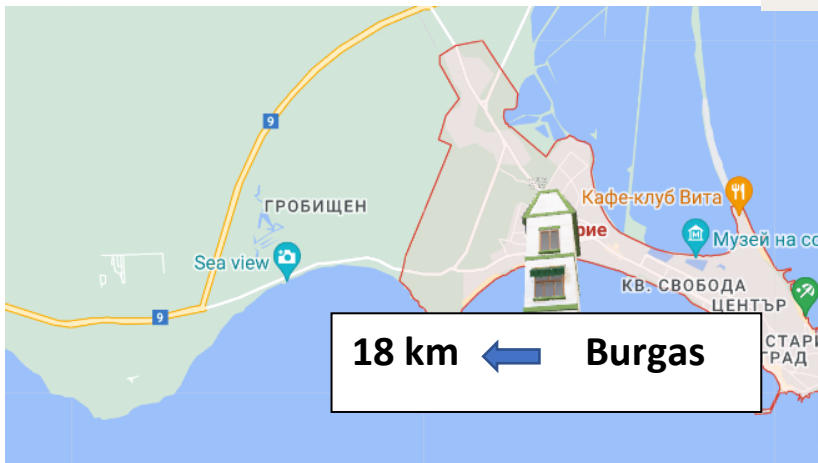 9
Кафе-клуб Вита
ГРОБИЩЕН
рие
Музей на со
Sea view
КВ. СВОБОДА
ЦЕНТЪР
9
СТАРИ
ГРАД
18 km Burgas